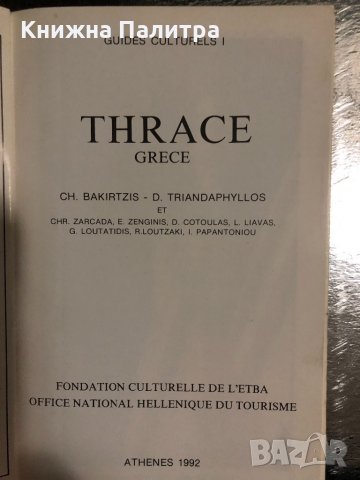 Книжна Палитра
GUIDES CULTURELS I
THRACE
GRECE
CH. BAKIRTZIS - D. TRIANDAPHYLLOS
ET
CHR. ZARCADA, E. ZENGINIS, D. COTOULAS, L. LIAVAS,
G. LOUTATIDIS, R.LOUTZAKI, I. PAPANTONIOU
FONDATION CULTURELLE DE L'ETBA
OFFICE NATIONAL HELLENIQUE DU TOURISME
ATHENES 1992
BAZAR